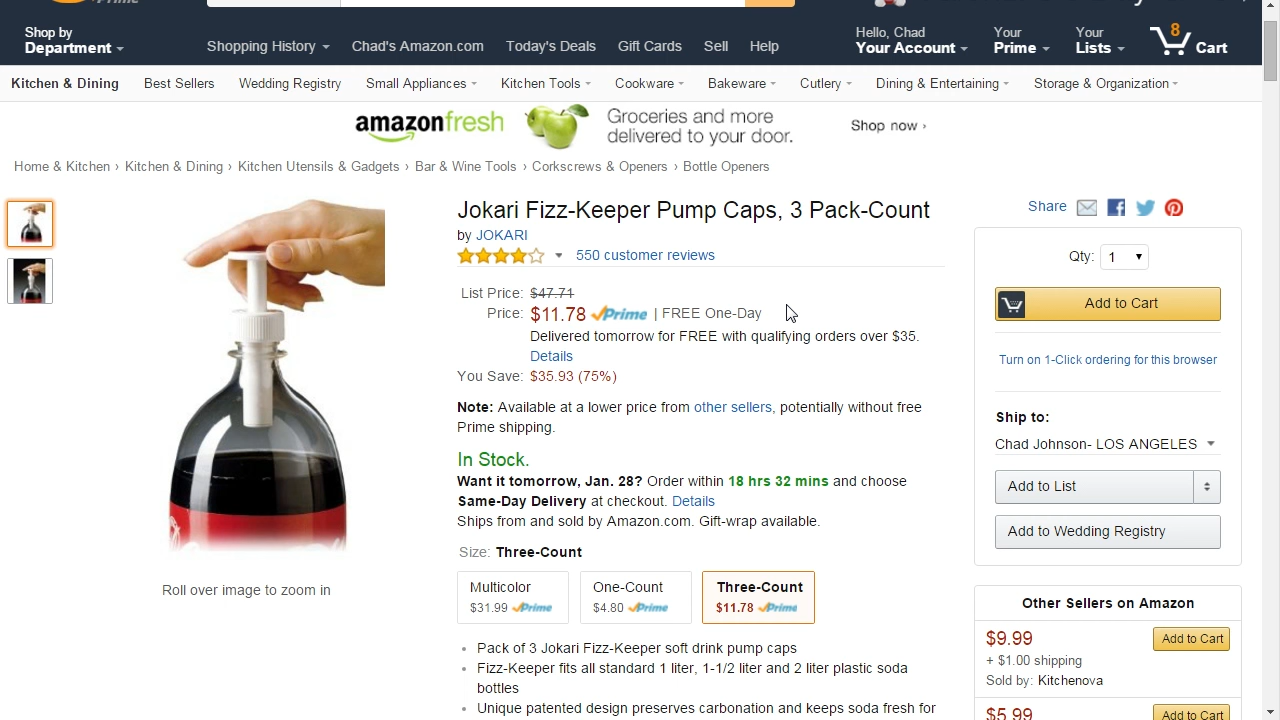 Prime
Shop by
Department
Shopping History
Chad's Amazon.com
Today's Deals
Gift Cards
Sell
Help
Hello, Chad
Your Account
Your
Prime
Your
Lists
8
Cart
Kitchen & Dining
Best Sellers
Wedding Registry
Small Appliances
Kitchen Tools
Cookware
Bakeware
Cutlery
Dining & Entertaining
Storage & Organization
amazonfresh
Groceries and more
delivered to your door.
Shop now ›
Home & Kitchen › Kitchen & Dining › Kitchen Utensils & Gadgets › Bar & Wine Tools › Corkscrews & Openers › Bottle Openers
Roll over image to zoom in
Jokari Fizz-Keeper Pump Caps, 3 Pack-Count
by JOKARI
550 customer reviews
List Price: $47.71
Price: $11.78 Prime | FREE One-Day
Delivered tomorrow for FREE with qualifying orders over $35.
Details
You Save: $35.93 (75%)
Note: Available at a lower price from other sellers, potentially without free
Prime shipping.
In Stock.
Want it tomorrow, Jan. 28? Order within 18 hrs 32 mins and choose
Same-Day Delivery at checkout. Details
Ships from and sold by Amazon.com. Gift-wrap available.
Size: Three-Count
Multicolor
$31.99 Prime
One-Count
$4.80 Prime
Three-Count
$11.78 Prime
• Pack of 3 Jokari Fizz-Keeper soft drink pump caps
• Fizz-Keeper fits all standard 1 liter, 1-1/2 liter and 2 liter plastic soda
bottles
• Unique patented design preserves carbonation and keeps soda fresh for
Share
Qty: 1
Add to Cart
Turn on 1-Click ordering for this browser
Ship to:
Chad Johnson- LOS ANGELES
Add to List
Add to Wedding Registry
Other Sellers on Amazon
$9.99
Add to Cart
+ $1.00 shipping
Sold by: Kitchenova
$5.99
Add to Cart